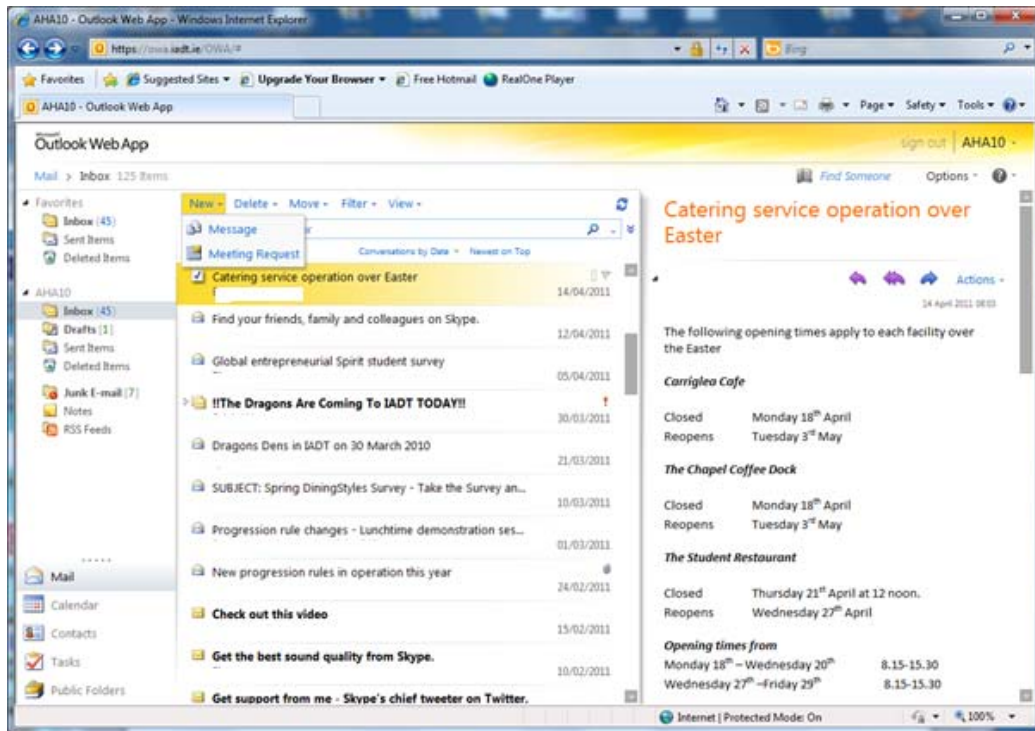 AHA10 - Outlook Web App - Windows Internet Explorer
https://owa.iadt.ie/OWA/#
Bing
Favorites Suggested Sites Upgrade Your Browser Free Hotmail RealOne Player
AHA10 - Outlook Web App
Page Safety Tools
Microsoft
Outlook Web App
sign out AHA10
Mail > Inbox 125 Items
Find Someone Options
Favorites
Inbox (45)
Sent Items
Deleted Items
AHA10
Inbox (45)
Drafts [1]
Sent Items
Deleted Items
Junk E-mail [7]
Notes
RSS Feeds
Mail
Calendar
Contacts
Tasks
Public Folders
New Delete Move Filter View
Message
Meeting Request
Conversations by Date Newest on Top
Catering service operation over Easter
14/04/2011
Find your friends, family and colleagues on Skype.
12/04/2011
Global entrepreneurial Spirit student survey
05/04/2011
!!The Dragons Are Coming To IADT TODAY!!
30/03/2011
Dragons Dens in IADT on 30 March 2010
21/03/2011
SUBJECT: Spring DiningStyles Survey - Take the Survey an...
10/03/2011
Progression rule changes - Lunchtime demonstration ses...
01/03/2011
New progression rules in operation this year
24/02/2011
Check out this video
15/02/2011
Get the best sound quality from Skype.
10/02/2011
Get support from me - Skype's chief tweeter on Twitter.
Catering service operation over
Easter
Actions
14 April 2011 08:03
The following opening times apply to each facility over
the Easter
Carriglea Cafe
Closed Monday 18th April
Reopens Tuesday 3rd May
The Chapel Coffee Dock
Closed Monday 18th April
Reopens Tuesday 3rd May
The Student Restaurant
Closed Thursday 21st April at 12 noon.
Reopens Wednesday 27th April
Opening times from
Monday 18th – Wednesday 20th 8.15-15.30
Wednesday 27th –Friday 29th 8.15-15.30
Internet | Protected Mode: On 100%